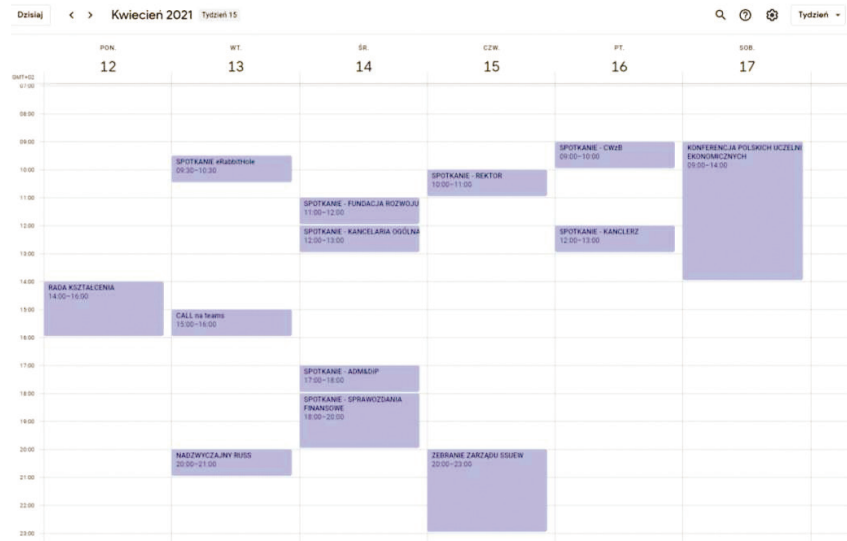 Dzisiaj
Kwiecień 2021 Tydzień 15
Tydzień
PON. WT. ŚR. CZW. PT. SOB.
12 13 14 15 16 17
GMT+02
07:00
08:00
09:00
SPOTKANIE - CWzB
09:00–10:00
KONFERENCJA POLSKICH UCZELNI
EKONOMICZNYCH
09:00–14:00
SPOTKANIE eRabbitHole
09:30–10:30
10:00
SPOTKANIE - REKTOR
10:00–11:00
11:00
SPOTKANIE - FUNDACJA ROZWOJU
11:00–12:00
12:00
SPOTKANIE - KANCELARIA OGÓLNA
12:00–13:00
SPOTKANIE - KANCLERZ
12:00–13:00
13:00
14:00
RADA KSZTAŁCENIA
14:00–16:00
15:00
CALL na teams
15:00–16:00
16:00
17:00
SPOTKANIE - ADM&DIP
17:00–18:00
18:00
SPOTKANIE - SPRAWOZDANIA
FINANSOWE
18:00–20:00
19:00
20:00
NADZWYCZAJNY RUSS
20:00–21:00
ZEBRANIE ZARZĄDU SSUEW
20:00–23:00
21:00
22:00
23:00